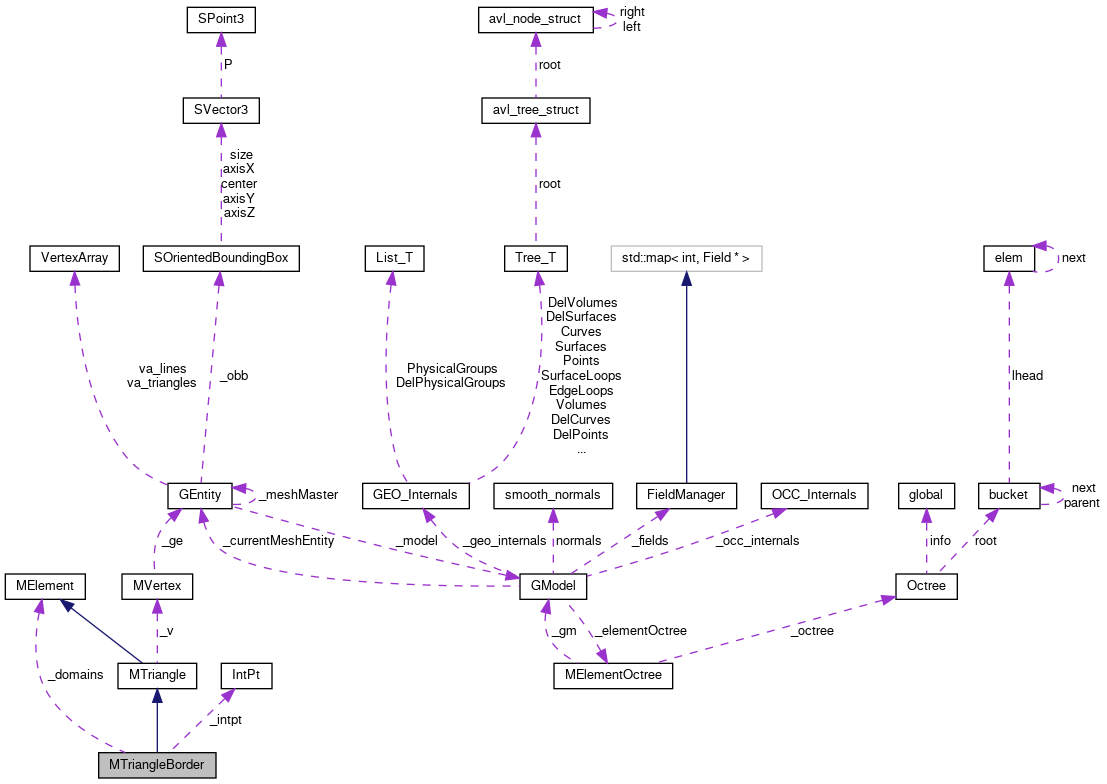 SPoint3
avl_node_struct
right
left
P
root
SVector3
avl_tree_struct
size
axisX
center
axisY
axisZ
root
VertexArray
SOrientedBoundingBox
List_T
Tree_T
std::map< int, Field * >
elem
next
va_lines
va_triangles
_obb
PhysicalGroups
DelPhysicalGroups
DelVolumes
DelSurfaces
Curves
Surfaces
Points
SurfaceLoops
EdgeLoops
Volumes
DelCurves
DelPoints
...
lhead
GEntity
_meshMaster
GEO_Internals
smooth_normals
FieldManager
OCC_Internals
global
bucket
next
parent
_ge
_currentMeshEntity
_model
_geo_internals
normals
_fields
_occ_internals
info
root
MElement
MVertex
GModel
Octree
_v
_gm
_elementOctree
_octree
_domains
MTriangle
IntPt
MElementOctree
_intpt
MTriangleBorder